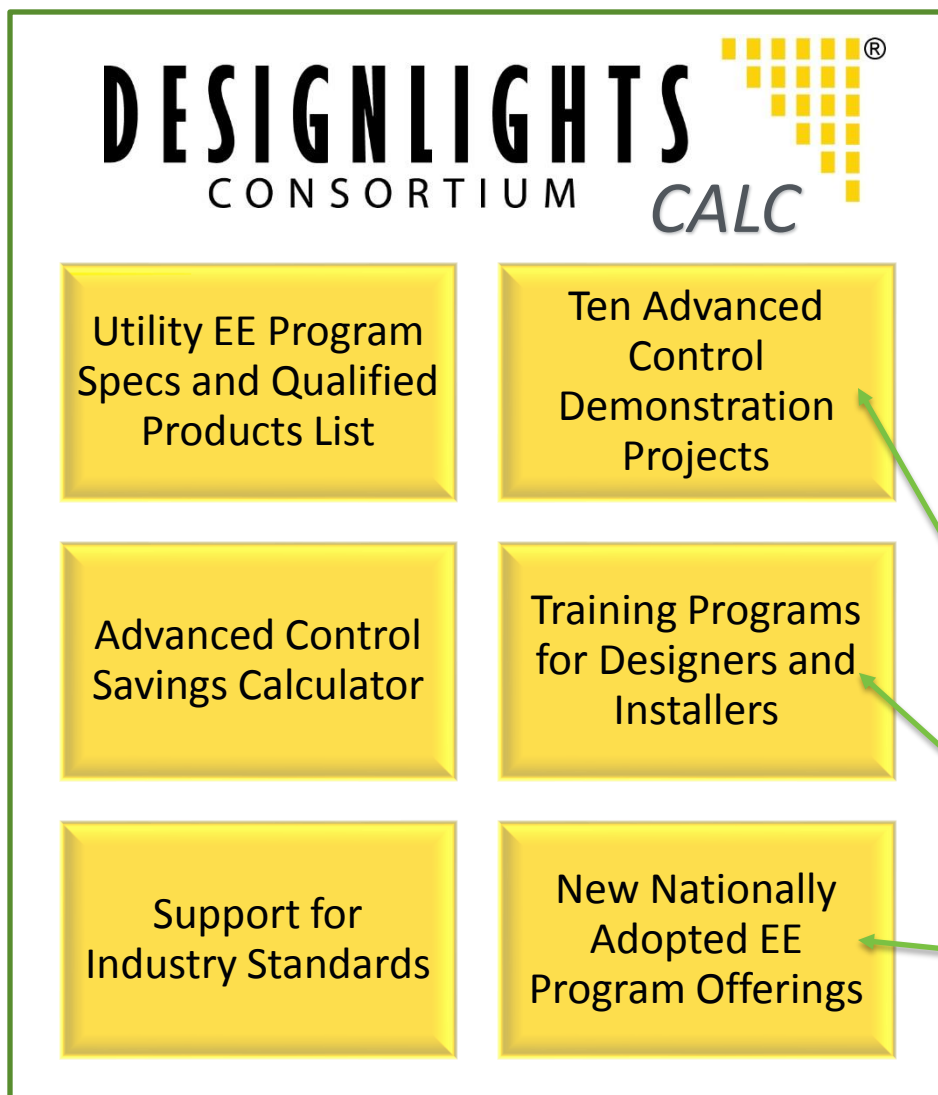 DESIGNLIGHTS ®
CONSORTIUM
CALC
Utility EE Program
Specs and Qualified
Products List
Ten Advanced
Control
Demonstration
Projects
Advanced Control
Savings Calculator
Training Programs
for Designers and
Installers
Support for
Industry Standards
New Nationally
Adopted EE
Program Offerings